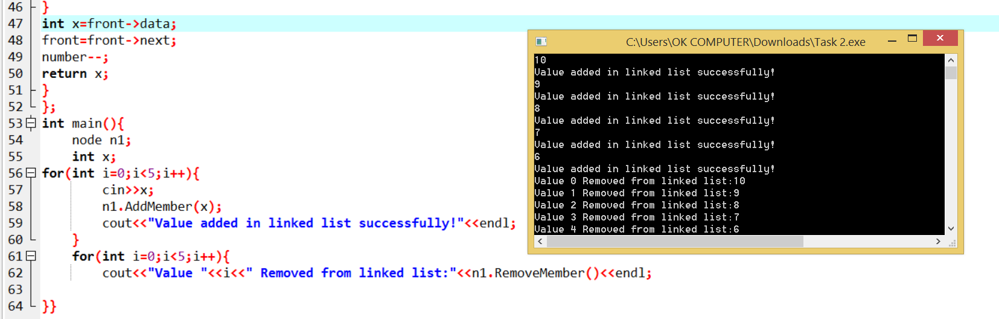 46 }
47 int x=front->data;
48 front=front->next;
49 number--;
50 return x;
51 }
52 };
53 int main(){
54 node n1;
55 int x;
56 for(int i=0;i<5;i++){
57 cin>>x;
58 n1.AddMember(x);
59 cout<<"Value added in linked list successfully!"<<endl;
60 }
61 for(int i=0;i<5;i++){
62 cout<<"Value "<<i<<" Removed from linked list:"<<n1.RemoveMember()<<endl;
63
64 }}
C:\Users\OK COMPUTER\Downloads\Task 2.exe
10
Value added in linked list successfully!
9
Value added in linked list successfully!
8
Value added in linked list successfully!
7
Value added in linked list successfully!
6
Value added in linked list successfully!
Value 0 Removed from linked list:10
Value 1 Removed from linked list:9
Value 2 Removed from linked list:8
Value 3 Removed from linked list:7
Value 4 Removed from linked list:6